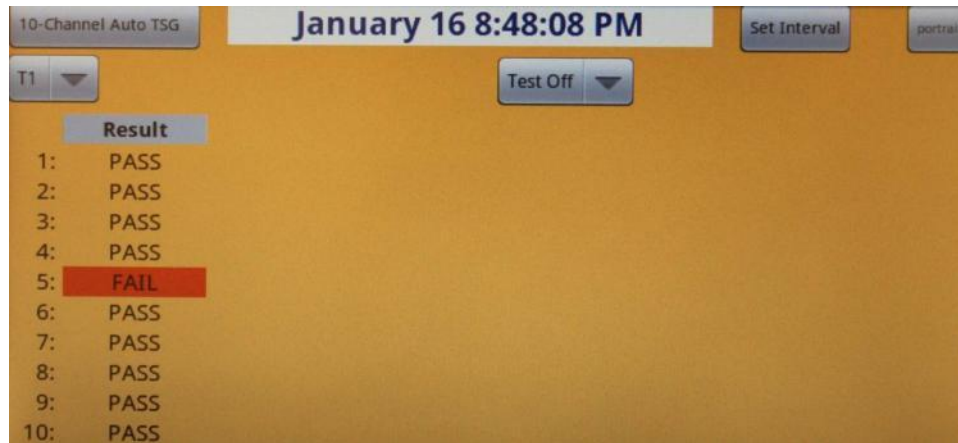 10-Channel Auto TSG
January 16 8:48:08 PM
Set Interval
T1
Test Off
Result
1: PASS
2: PASS
3: PASS
4: PASS
5: FAIL
6: PASS
7: PASS
8: PASS
9: PASS
10: PASS